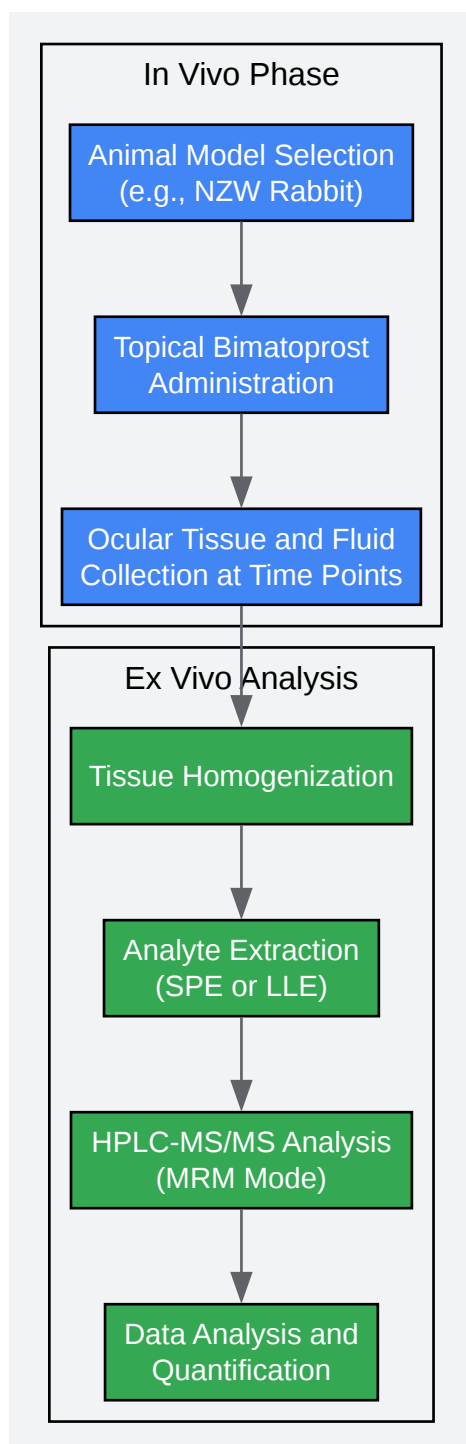 In Vivo Phase
Animal Model Selection
(e.g., NZW Rabbit)
Topical Bimatoprost
Administration
Ocular Tissue and Fluid
Collection at Time Points
Ex Vivo Analysis
Tissue Homogenization
Analyte Extraction
(SPE or LLE)
HPLC-MS/MS Analysis
(MRM Mode)
Data Analysis and
Quantification